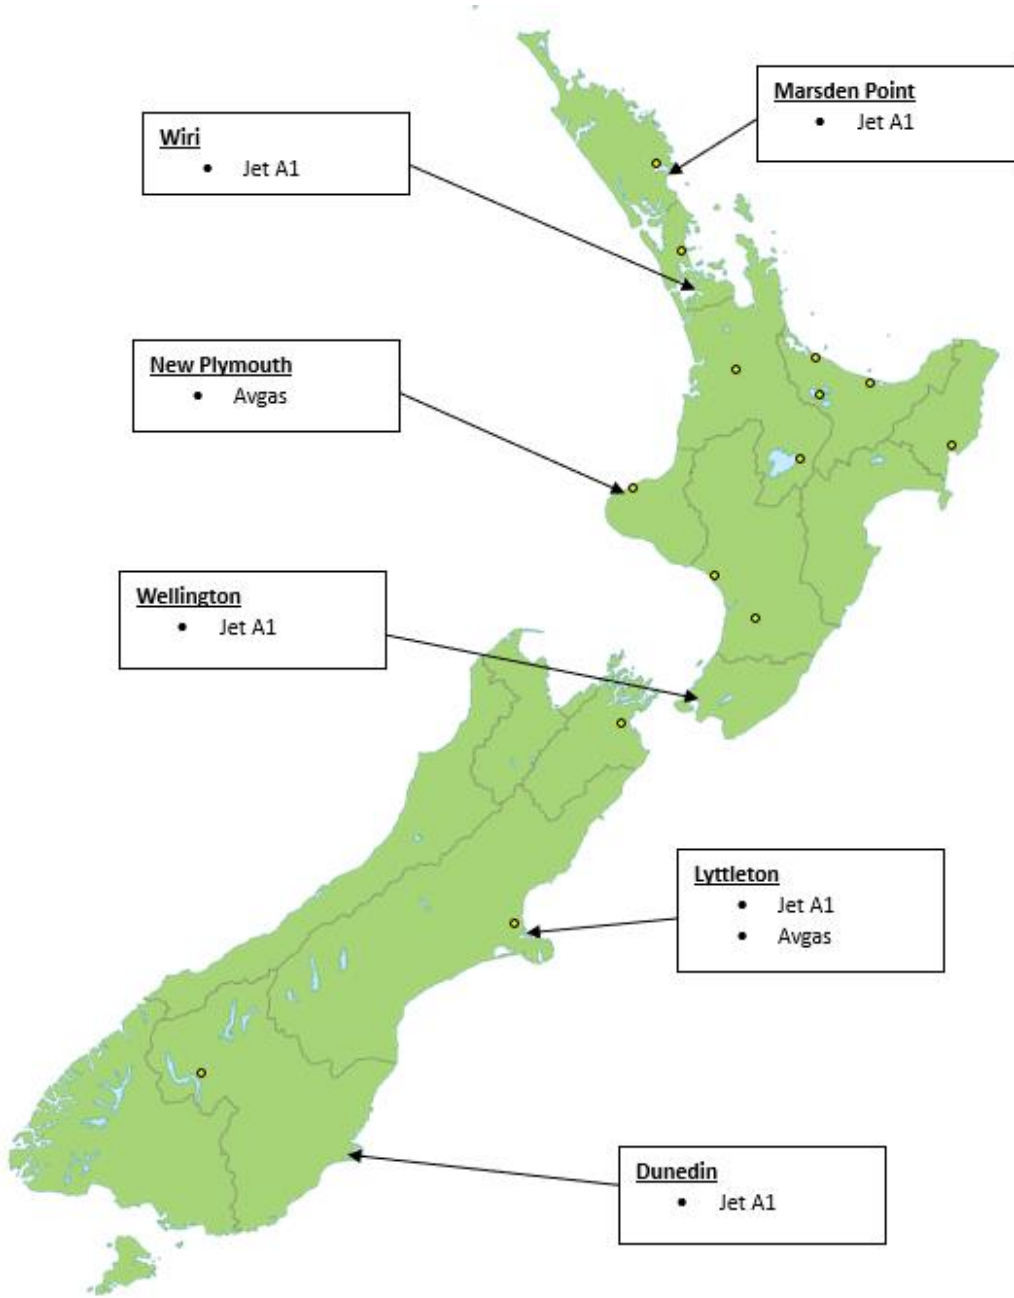 Marsden Point
• Jet A1
Wiri
• Jet A1
New Plymouth
• Avgas
Wellington
• Jet A1
Lyttleton
• Jet A1
• Avgas
Dunedin
• Jet A1